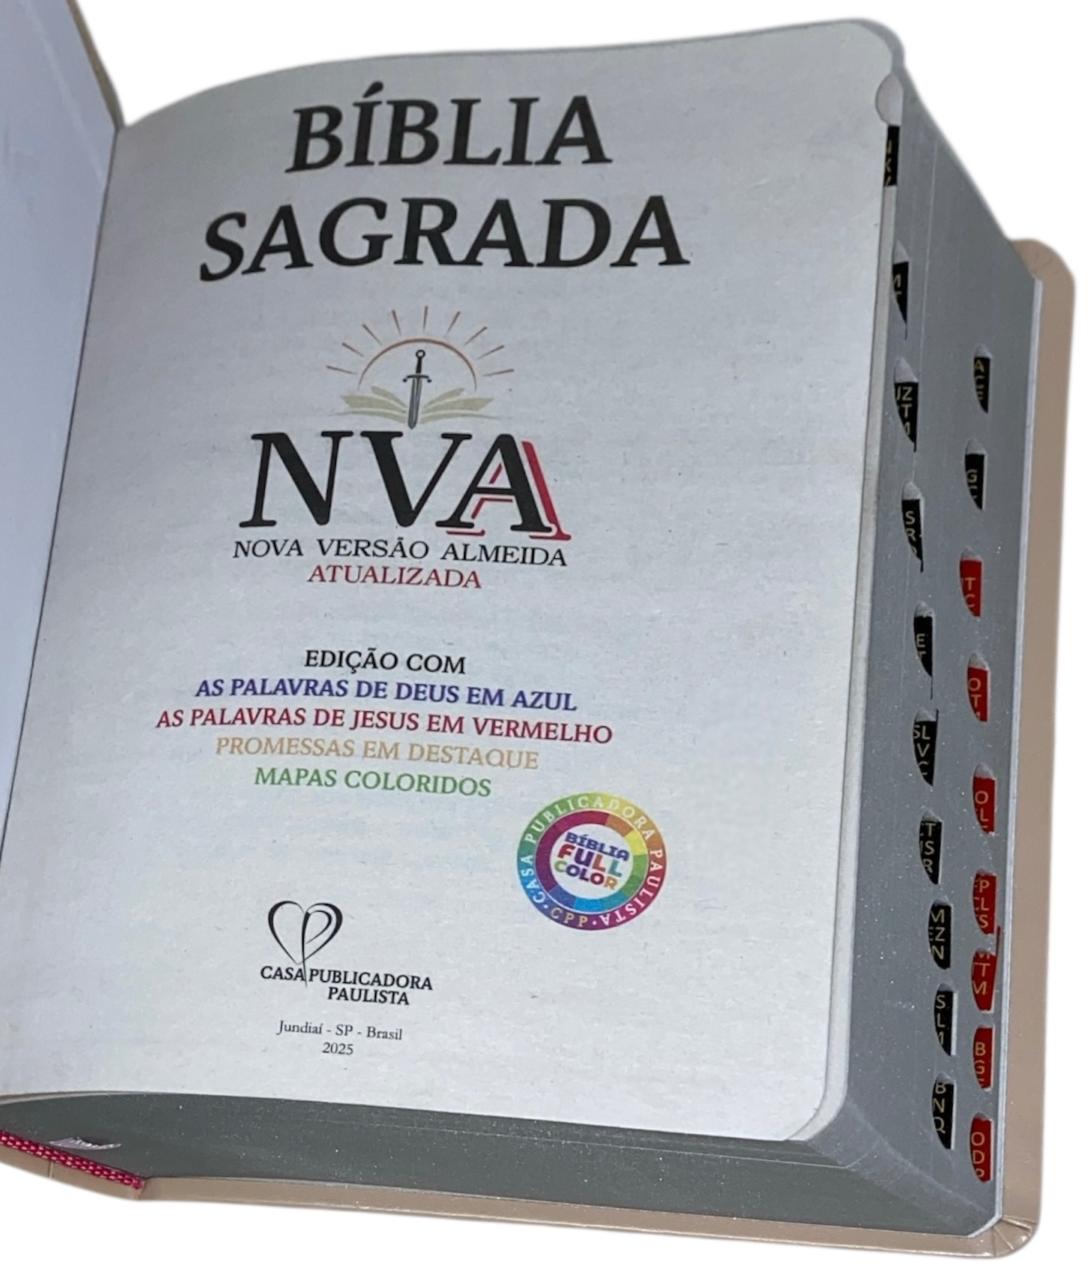 BÍBLIA
SAGRADA
NVA
NOVA VERSÃO ALMEIDA
ATUALIZADA
EDIÇÃO COM
AS PALAVRAS DE DEUS EM AZUL
AS PALAVRAS DE JESUS EM VERMELHO
PROMESSAS EM DESTAQUE
MAPAS COLORIDOS
CASA PUBLICADORA PAULISTA
BÍBLIA
FULL
COLOR
CPP
CASA PUBLICADORA
PAULISTA
Jundiaí - SP - Brasil
2025